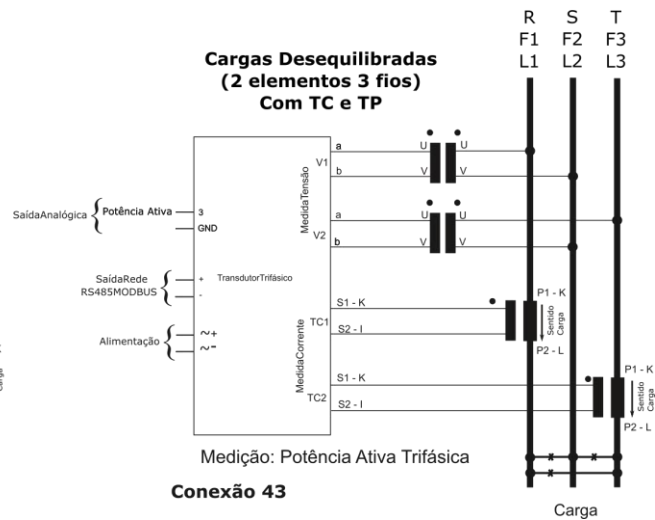 R S T
F1 F2 F3
L1 L2 L3
Cargas Desequilibradas
(2 elementos 3 fios)
Com TC e TP
a U U
V1
b V V
MedidaTensão
a U U
V2
b V V
SaídaAnalógica { Potência Ativa 3
GND
SaídaRede
RS485MODBUS { + -
TransdutorTrifásico
Alimentação { ~+ ~-
MedidaCorrente
S1 - K
TC1
S2 - I
P1 - K
Sentido
Carga
P2 - L
S1 - K
TC2
S2 - I
P1 - K
Sentido
Carga
P2 - L
Carga
Medição: Potência Ativa Trifásica
Conexão 43
Carga